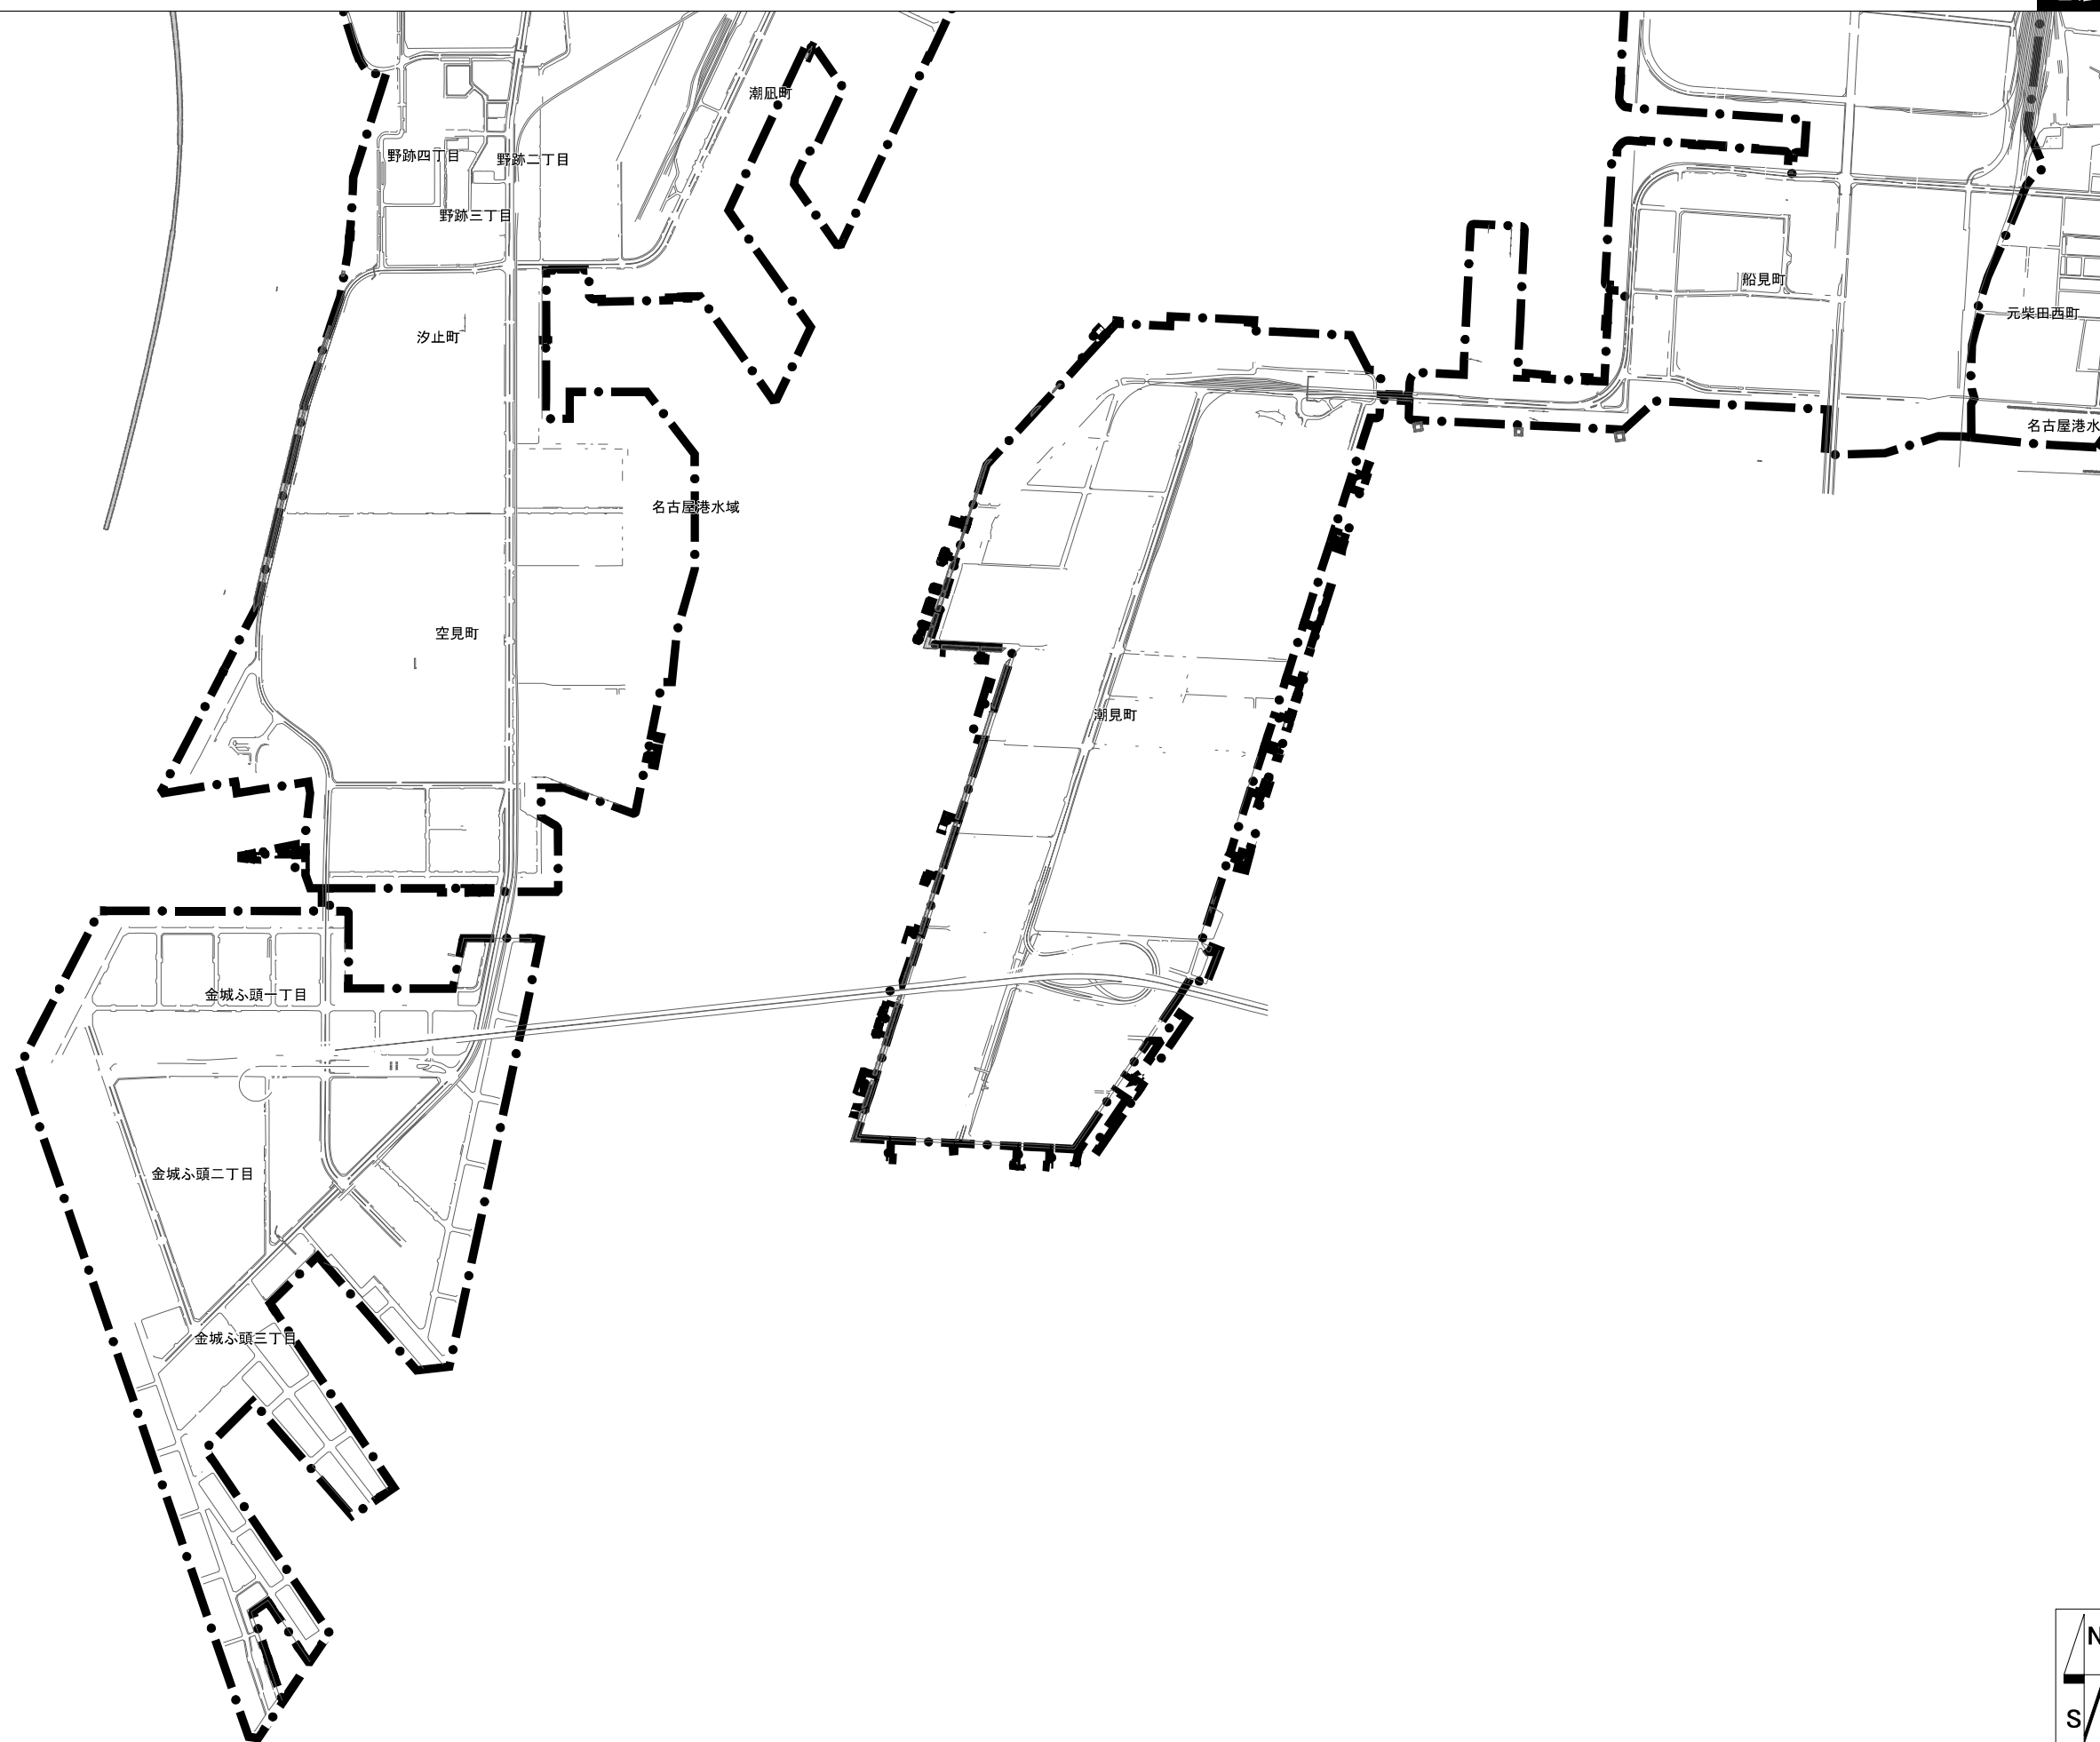 潮凪町
野跡四丁目
野跡二丁目
野跡三丁目
船見町
元柴田西町
汐止町
名古屋港水
名古屋港水域
空見町
潮見町
金城ふ頭一丁目
金城ふ頭二丁目
金城ふ頭三丁目
N
S